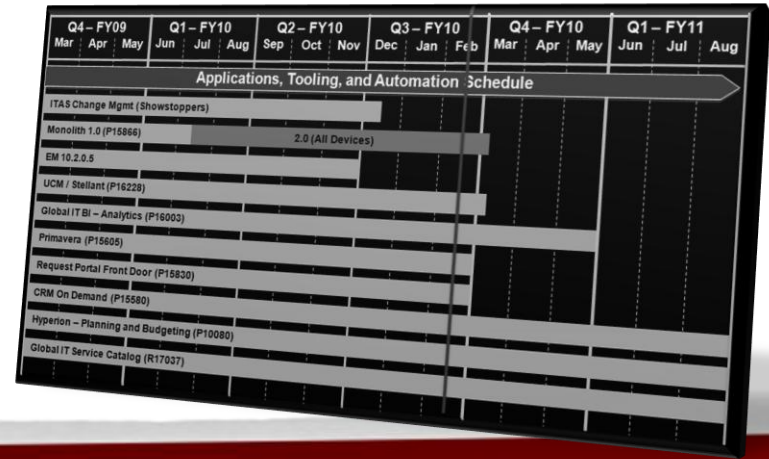 Q4 – FY09 Q1 – FY10 Q2 – FY10 Q3 – FY10 Q4 – FY10 Q1 – FY11
Mar Apr May Jun Jul Aug Sep Oct Nov Dec Jan Feb Mar Apr May Jun Jul Aug
Applications, Tooling, and Automation Schedule
ITAS Change Mgmt (Showstoppers)
Monolith 1.0 (P15866) 2.0 (All Devices)
EM 10.2.0.5
UCM / Stellant (P16228)
Global IT BI – Analytics (P16003)
Primavera (P15605)
Request Portal Front Door (P15830)
CRM On Demand (P15580)
Hyperion – Planning and Budgeting (P10080)
Global IT Service Catalog (R17037)